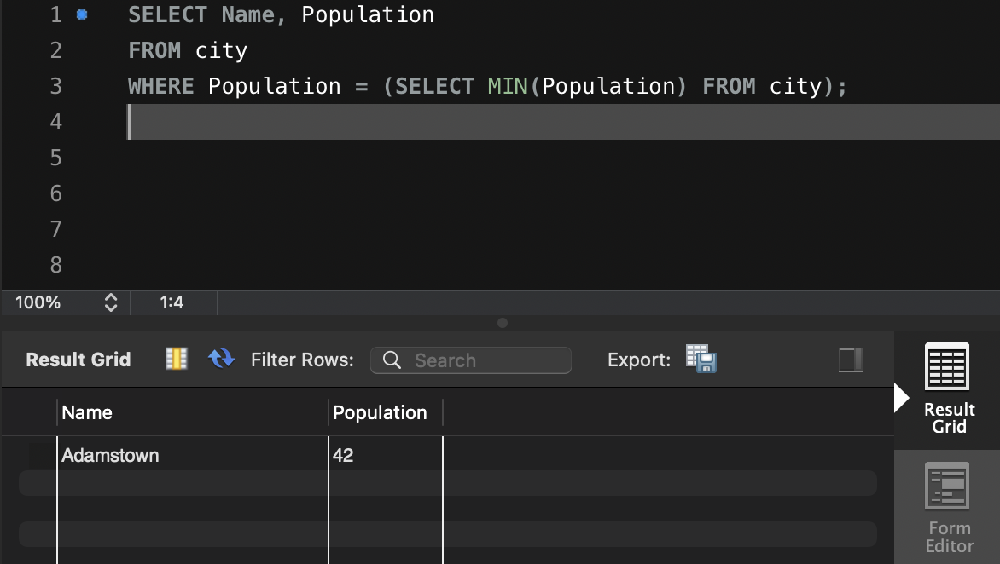 1 SELECT Name, Population
2 FROM city
3 WHERE Population = (SELECT MIN(Population) FROM city);
4
5
6
7
8
100% 1:4
Result Grid Filter Rows: Search Export:
Result
Grid
Name Population
Adamstown 42
Form
Editor